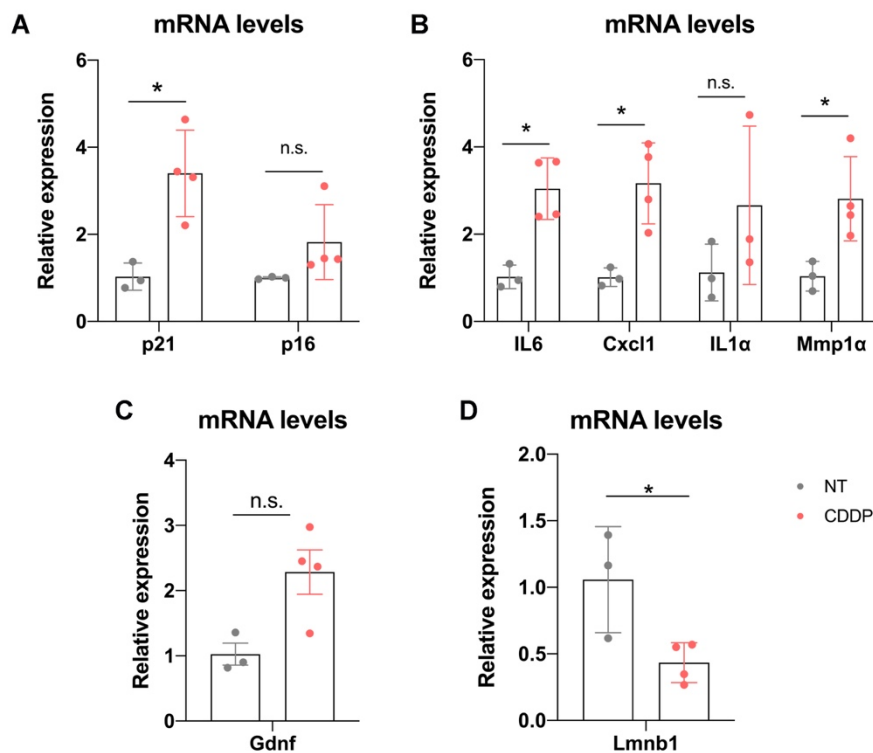 A
mRNA levels
Relative expression
6
4
2
0
*
n.s.
p21
p16
B
mRNA levels
Relative expression
6
4
2
0
*
*
n.s.
*
IL6
Cxcl1
IL1α
Mmp1α
C
mRNA levels
Relative expression
4
3
2
1
0
n.s.
Gdnf
D
mRNA levels
Relative expression
2.0
1.5
1.0
0.5
0.0
*
Lmnb1
NT
CDDP